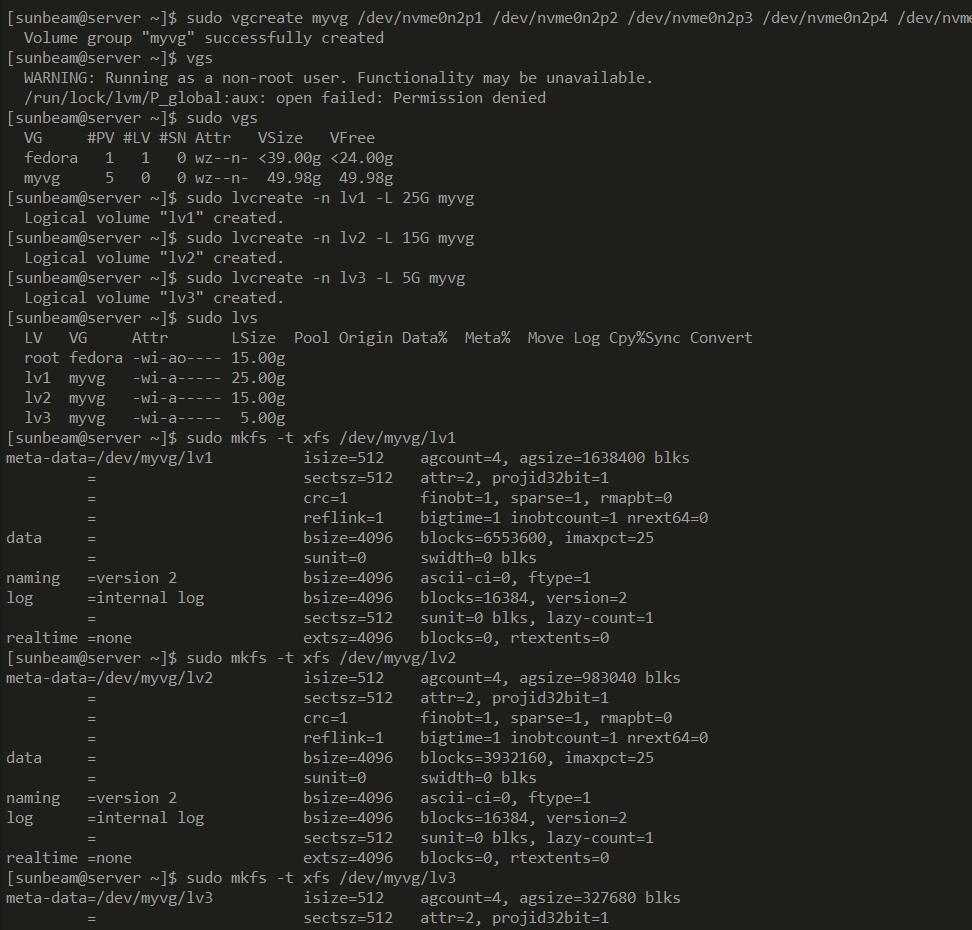 [sunbeam@server ~]$ sudo vgcreate myvg /dev/nvme0n2p1 /dev/nvme0n2p2 /dev/nvme0n2p3 /dev/nvme0n2p4 /dev/nvme
  Volume group "myvg" successfully created
[sunbeam@server ~]$ vgs
  WARNING: Running as a non-root user. Functionality may be unavailable.
  /run/lock/lvm/P_global:aux: open failed: Permission denied
[sunbeam@server ~]$ sudo vgs
  VG     #PV #LV #SN Attr   VSize   VFree
  fedora   1   1   0 wz--n- <39.00g <24.00g
  myvg     5   0   0 wz--n-  49.98g  49.98g
[sunbeam@server ~]$ sudo lvcreate -n lv1 -L 25G myvg
  Logical volume "lv1" created.
[sunbeam@server ~]$ sudo lvcreate -n lv2 -L 15G myvg
  Logical volume "lv2" created.
[sunbeam@server ~]$ sudo lvcreate -n lv3 -L 5G myvg
  Logical volume "lv3" created.
[sunbeam@server ~]$ sudo lvs
  LV   VG     Attr       LSize  Pool Origin Data%  Meta%  Move Log Cpy%Sync Convert
  root fedora -wi-ao---- 15.00g
  lv1  myvg   -wi-a----- 25.00g
  lv2  myvg   -wi-a----- 15.00g
  lv3  myvg   -wi-a-----  5.00g
[sunbeam@server ~]$ sudo mkfs -t xfs /dev/myvg/lv1
meta-data=/dev/myvg/lv1          isize=512    agcount=4, agsize=1638400 blks
         =                       sectsz=512   attr=2, projid32bit=1
         =                       crc=1        finobt=1, sparse=1, rmapbt=0
         =                       reflink=1    bigtime=1 inobtcount=1 nrext64=0
data     =                       bsize=4096   blocks=6553600, imaxpct=25
         =                       sunit=0      swidth=0 blks
naming   =version 2              bsize=4096   ascii-ci=0, ftype=1
log      =internal log           bsize=4096   blocks=16384, version=2
         =                       sectsz=512   sunit=0 blks, lazy-count=1
realtime =none                   extsz=4096   blocks=0, rtextents=0
[sunbeam@server ~]$ sudo mkfs -t xfs /dev/myvg/lv2
meta-data=/dev/myvg/lv2          isize=512    agcount=4, agsize=983040 blks
         =                       sectsz=512   attr=2, projid32bit=1
         =                       crc=1        finobt=1, sparse=1, rmapbt=0
         =                       reflink=1    bigtime=1 inobtcount=1 nrext64=0
data     =                       bsize=4096   blocks=3932160, imaxpct=25
         =                       sunit=0      swidth=0 blks
naming   =version 2              bsize=4096   ascii-ci=0, ftype=1
log      =internal log           bsize=4096   blocks=16384, version=2
         =                       sectsz=512   sunit=0 blks, lazy-count=1
realtime =none                   extsz=4096   blocks=0, rtextents=0
[sunbeam@server ~]$ sudo mkfs -t xfs /dev/myvg/lv3
meta-data=/dev/myvg/lv3          isize=512    agcount=4, agsize=327680 blks
         =                       sectsz=512   attr=2, projid32bit=1